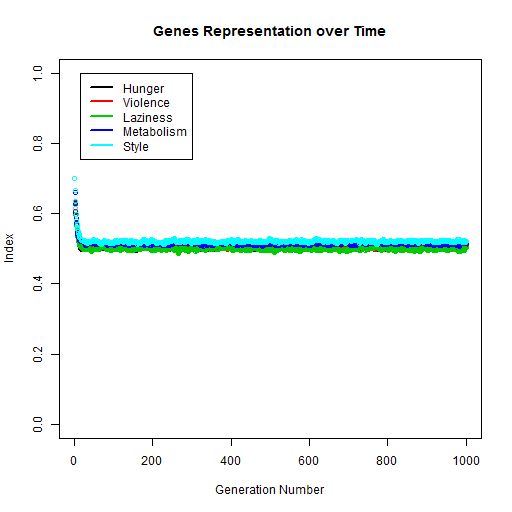 Genes Representation over Time
Hunger
Violence
Laziness
Metabolism
Style
Index
1.0
0.8
0.6
0.4
0.2
0.0
0 200 400 600 800 1000
Generation Number